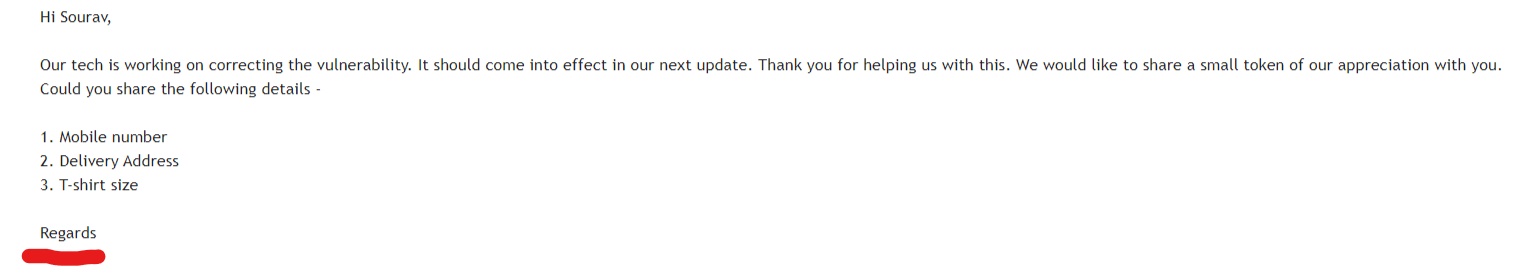 Hi Sourav,
Our tech is working on correcting the vulnerability. It should come into effect in our next update. Thank you for helping us with this. We would like to share a small token of our appreciation with you.
Could you share the following details -
1. Mobile number
2. Delivery Address
3. T-shirt size
Regards